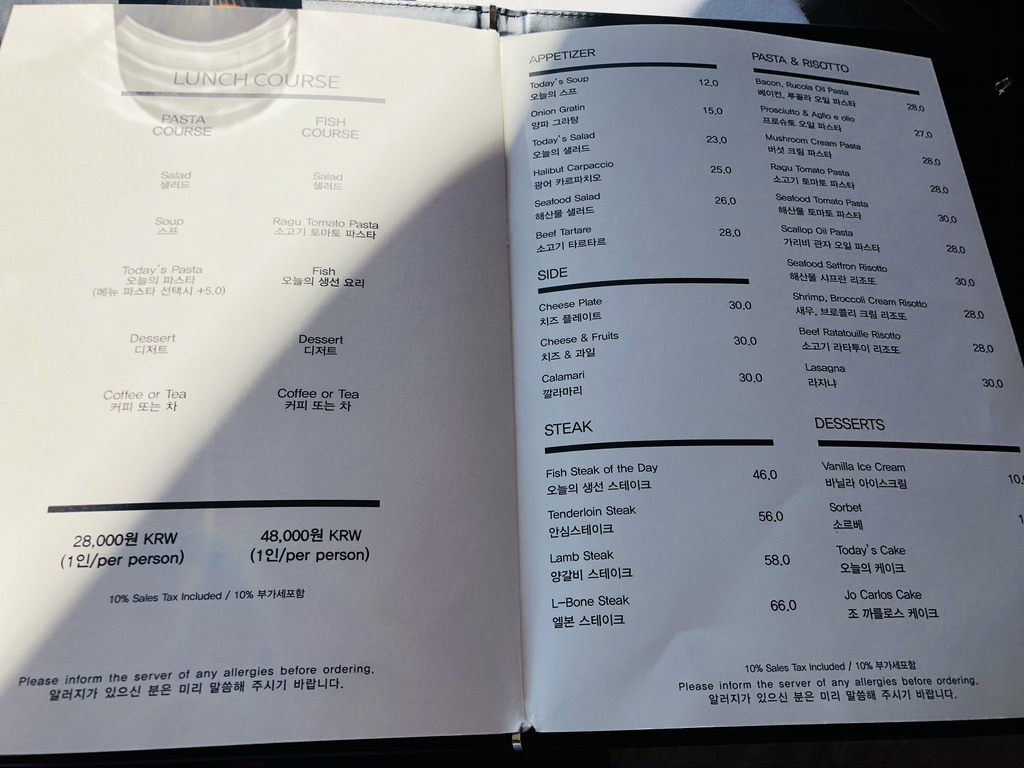 LUNCH COURSE
PASTA
COURSE
FISH
COURSE
Salad
샐러드
Salad
샐러드
Soup
스프
Ragu Tomato Pasta
소고기 토마토 파스타
Today's Pasta
오늘의 파스타
(메뉴 파스타 선택시 +5.0)
Fish
오늘의 생선 요리
Dessert
디저트
Dessert
디저트
Coffee or Tea
커피 또는 차
Coffee or Tea
커피 또는 차
28,000원 KRW
(1인/per person)
48,000원 KRW
(1인/per person)
10% Sales Tax Included / 10% 부가세포함
Please inform the server of any allergies before ordering.
알러지가 있으신 분은 미리 말씀해 주시기 바랍니다.
APPETIZER
Today's Soup 12.0
오늘의 스프
Onion Gratin 15.0
양파 그라탕
Today's Salad 23.0
오늘의 샐러드
Halibut Carpaccio 25.0
광어 카르파치오
Seafood Salad 26.0
해산물 샐러드
Beef Tartare 28.0
소고기 타르타르
SIDE
Cheese Plate 30.0
치즈 플레이트
Cheese & Fruits 30.0
치즈 & 과일
Calamari 30.0
깔라마리
STEAK
Fish Steak of the Day 46.0
오늘의 생선 스테이크
Tenderloin Steak 56.0
안심스테이크
Lamb Steak 58.0
양갈비 스테이크
L-Bone Steak 66.0
엘본 스테이크
PASTA & RISOTTO
Bacon, Rucola Oil Pasta 28.0
베이컨, 루꼴라 오일 파스타
Prosciutto & Aglio e olio 27.0
프로슈토 오일 파스타
Mushroom Cream Pasta 28.0
버섯 크림 파스타
Ragu Tomato Pasta 28.0
소고기 토마토 파스타
Seafood Tomato Pasta 30.0
해산물 토마토 파스타
Scallop Oil Pasta 28.0
가리비 관자 오일 파스타
Seafood Saffron Risotto 30.0
해산물 샤프란 리조또
Shrimp, Broccoli Cream Risotto 28.0
새우, 브로콜리 크림 리조또
Beef Ratatouille Risotto 28.0
소고기 라타투이 리조또
Lasagna 30.0
라자냐
DESSERTS
Vanilla Ice Cream
바닐라 아이스크림
Sorbet
소르베
Today's Cake
오늘의 케이크
Jo Carlos Cake
조 까를로스 케이크
10% Sales Tax Included / 10% 부가세포함
Please inform the server of any allergies before ordering.
알러지가 있으신 분은 미리 말씀해 주시기 바랍니다.